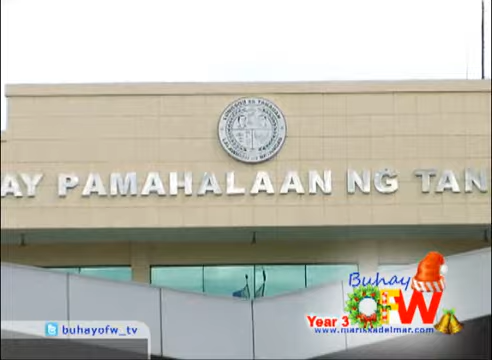 AY PAMAHALAAN NG TAN
Buhay
OFW
Year 3
www.mariskadelmar.com
buhayofw_tv